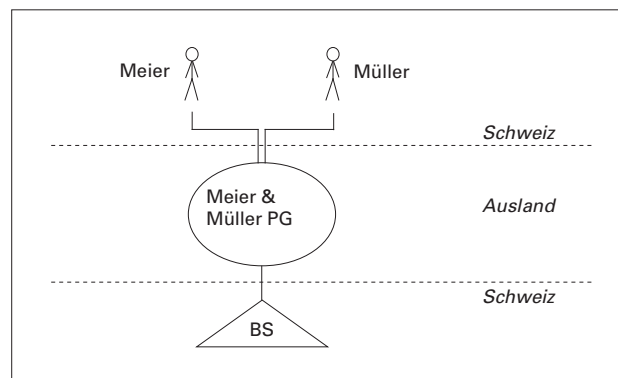 Meier
Müller
Schweiz
Meier &
Müller PG
Ausland
Schweiz
BS